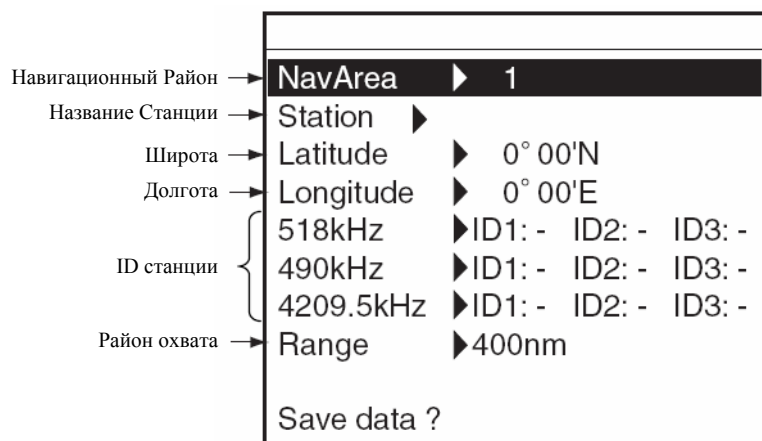 Навигационный Район NavArea 1
Название Станции Station
Широта Latitude 0° 00'N
Долгота Longitude 0° 00'E
518kHz ID1: - ID2: - ID3: -
ID станции 490kHz ID1: - ID2: - ID3: -
4209.5kHz ID1: - ID2: - ID3: -
Район охвата Range 400nm
Save data ?